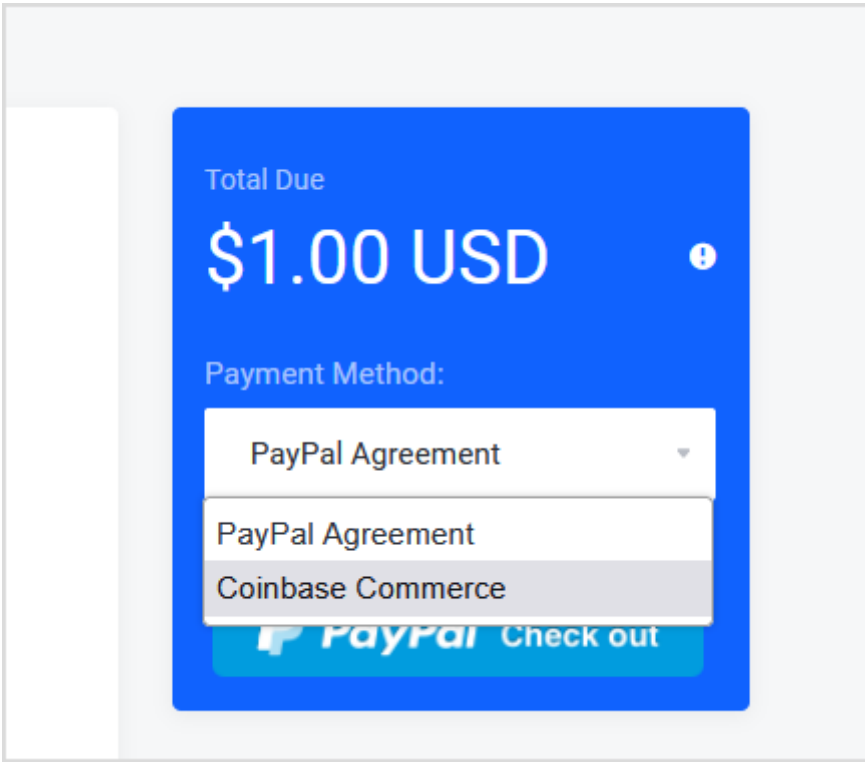 Total Due
$1.00 USD
Payment Method:
PayPal Agreement
PayPal Agreement
Coinbase Commerce
PayPal Check out